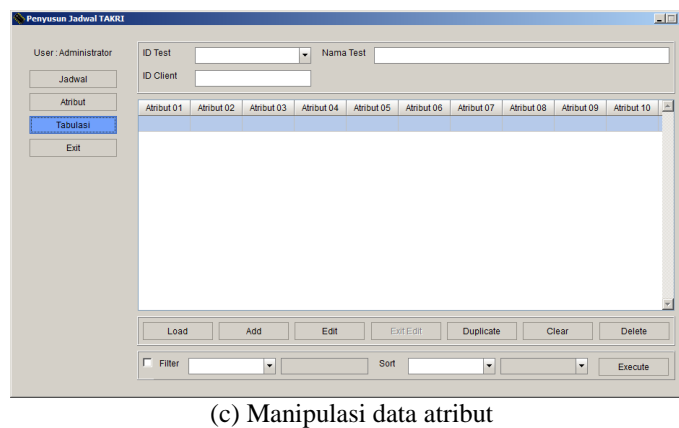 Penyusun Jadwal TAKRI
User : Administrator
Jadwal
Atribut
Tabulasi
Exit
ID Test
Nama Test
ID Client
Atribut 01 Atribut 02 Atribut 03 Atribut 04 Atribut 05 Atribut 06 Atribut 07 Atribut 08 Atribut 09 Atribut 10
Load Add Edit Exit Edit Duplicate Clear Delete
Filter Sort Execute
(c) Manipulasi data atribut